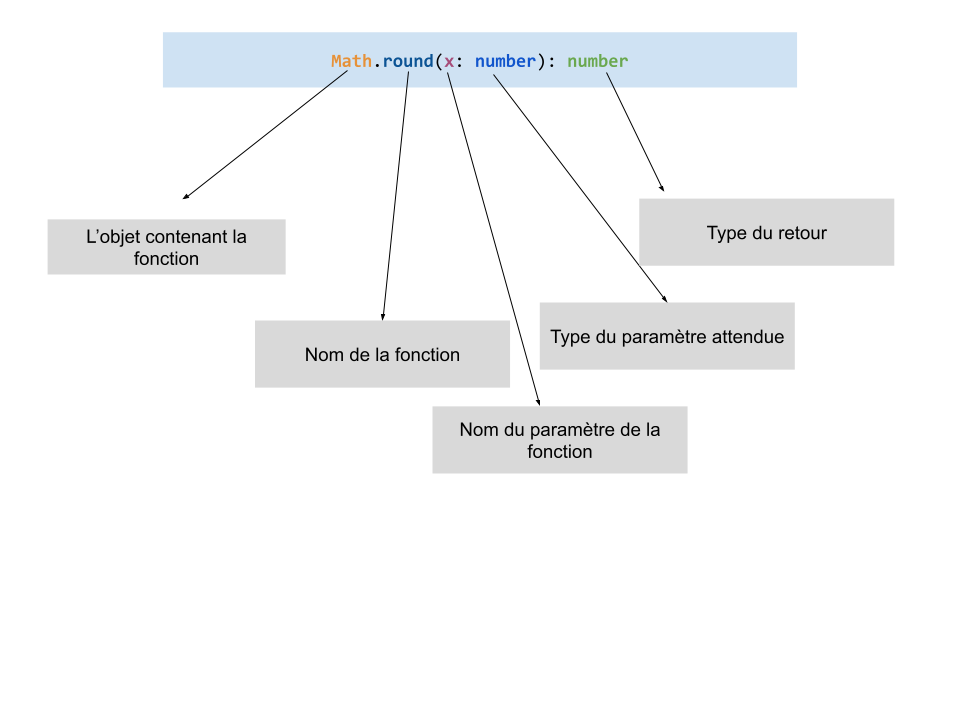 Math.round(x: number): number
L’objet contenant la
fonction
Type du retour
Nom de la fonction
Type du paramètre attendue
Nom du paramètre de la
fonction